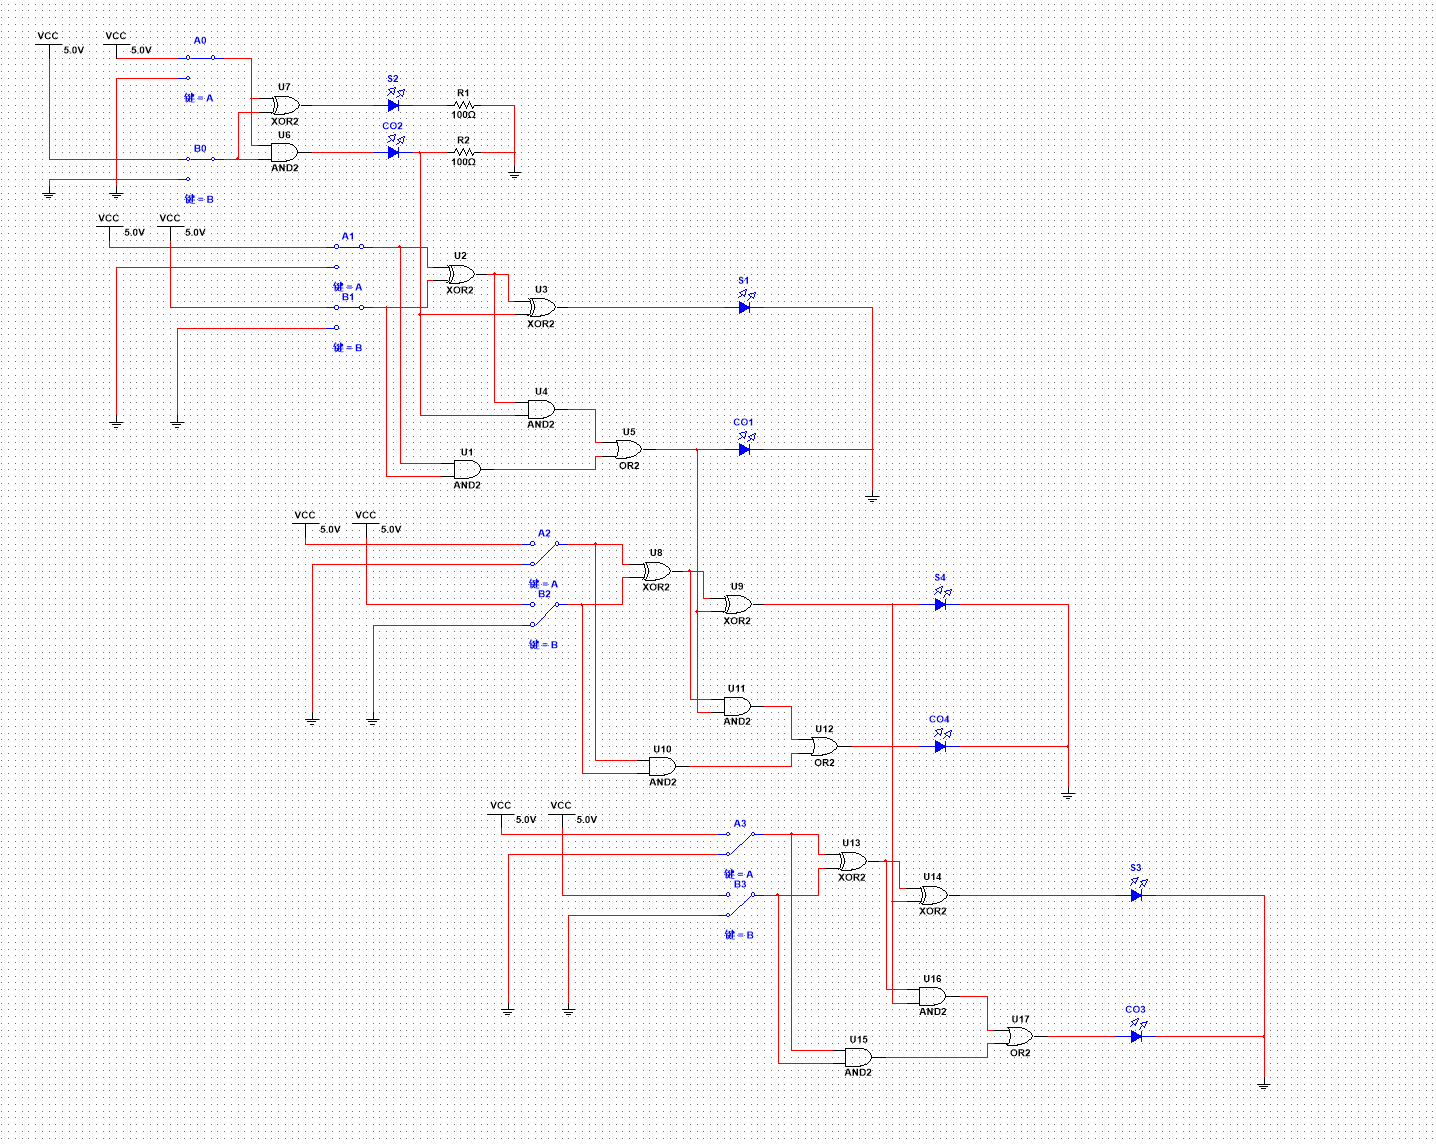 VCC
5.0V
VCC
5.0V
A0
键 = A
U7
XOR2
S2
R1
100Ω
U6
AND2
CO2
R2
100Ω
B0
键 = B
VCC
5.0V
VCC
5.0V
A1
键 = A
B1
键 = B
U2
XOR2
U3
XOR2
S1
U4
AND2
U5
OR2
CO1
U1
AND2
VCC
5.0V
VCC
5.0V
A2
键 = A
B2
键 = B
U8
XOR2
U9
XOR2
S4
U11
AND2
U12
OR2
CO4
U10
AND2
VCC
5.0V
VCC
5.0V
A3
键 = A
B3
键 = B
U13
XOR2
U14
XOR2
S3
U16
AND2
U17
OR2
CO3
U15
AND2